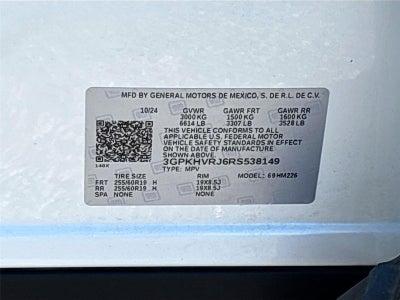 MFD BY GENERAL MOTORS DE MEXICO, S. DE R.L. DE C.V.
10/24 GVWR GAWR FRT GAWR RR
3000 KG 1500 KG 1600 KG
6614 LB 3307 LB 3528 LB
THIS VEHICLE CONFORMS TO ALL
APPLICABLE U.S. FEDERAL MOTOR
VEHICLE SAFETY STANDARDS IN EFFECT
ON THE DATE OF MANUFACTURE
SHOWN ABOVE.
3GPKHVRJ6RS538149
TYPE: MPV MODEL: 69HM226
TIRE SIZE RIM
FRT 255/60R19 H 19X8.5J
RR 255/60R19 H 19X8.5J
SPA NONE NONE